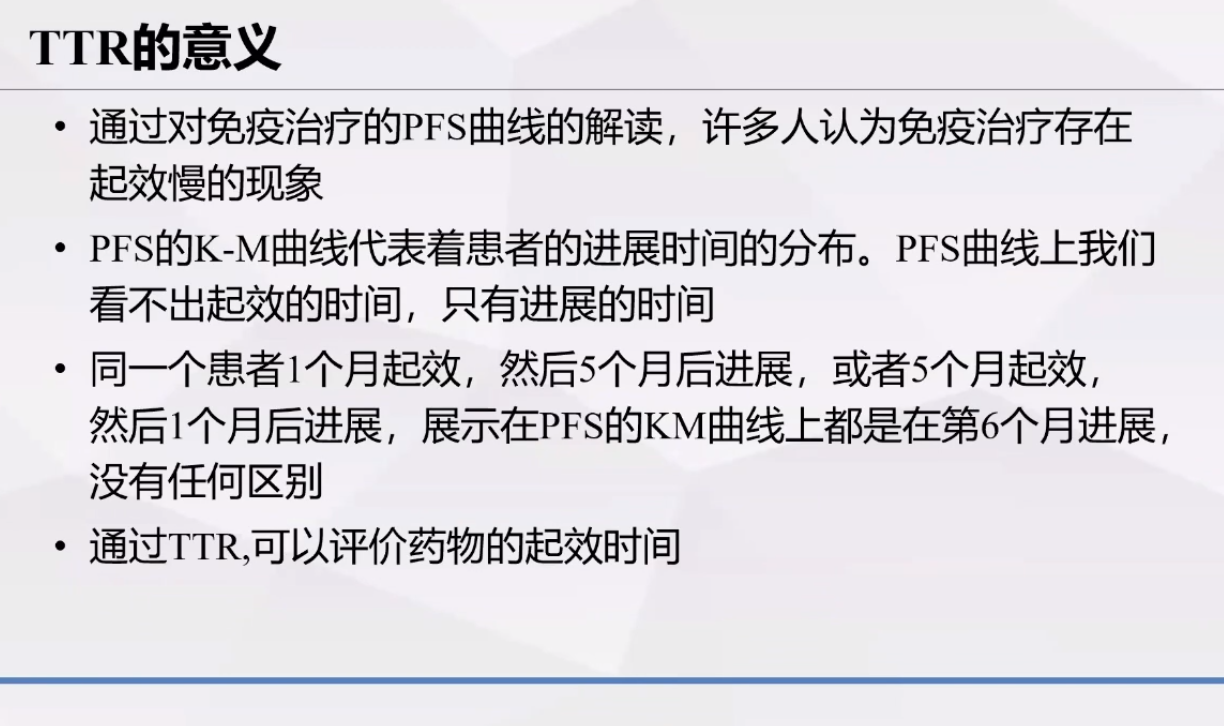 TTR的意义
• 通过对免疫治疗的PFS曲线的解读，许多人认为免疫治疗存在
起效慢的现象
• PFS的K-M曲线代表着患者的进展时间的分布。PFS曲线上我们
看不出起效的时间，只有进展的时间
• 同一个患者1个月起效，然后5个月后进展，或者5个月起效，
然后1个月后进展，展示在PFS的KM曲线上都是在第6个月进展，
没有任何区别
• 通过TTR,可以评价药物的起效时间